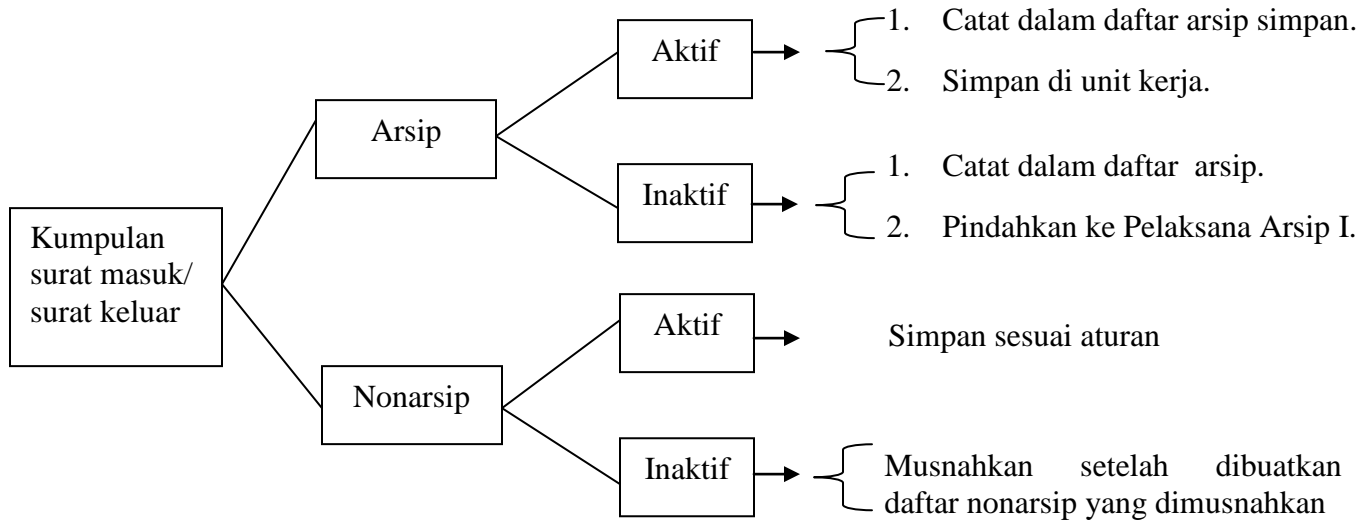 Kumpulan
surat masuk/
surat keluar
Arsip
Aktif
1. Catat dalam daftar arsip simpan.
2. Simpan di unit kerja.
Inaktif
1. Catat dalam daftar arsip.
2. Pindahkan ke Pelaksana Arsip I.
Nonarsip
Aktif
Simpan sesuai aturan
Inaktif
Musnahkan setelah dibuatkan
daftar nonarsip yang dimusnahkan